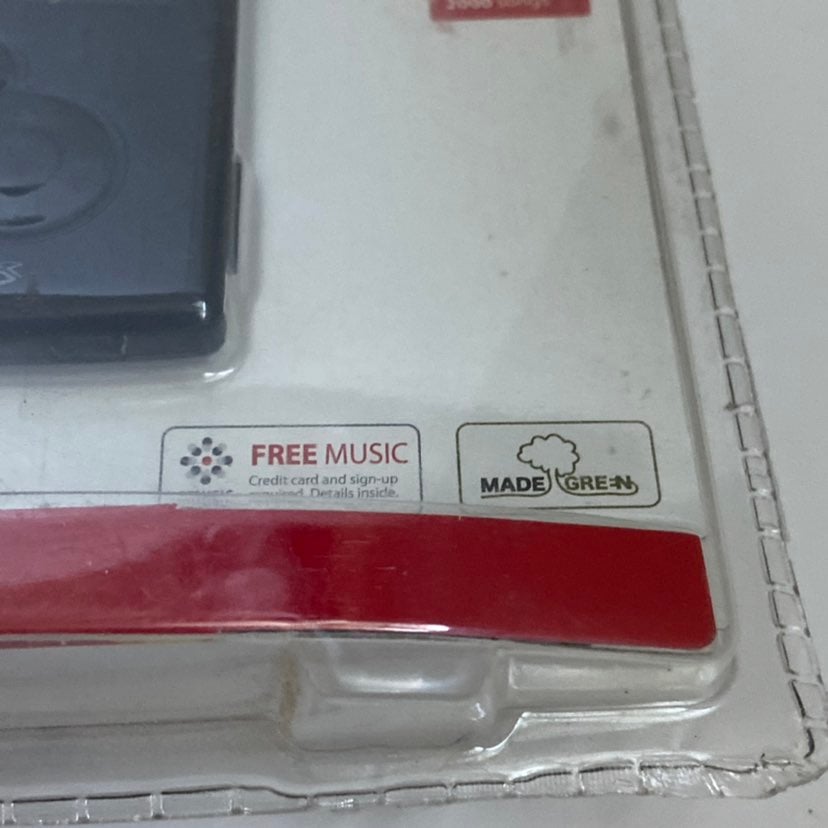 FREE MUSIC
Credit card and sign-up
required. Details inside.
MADE GREEN